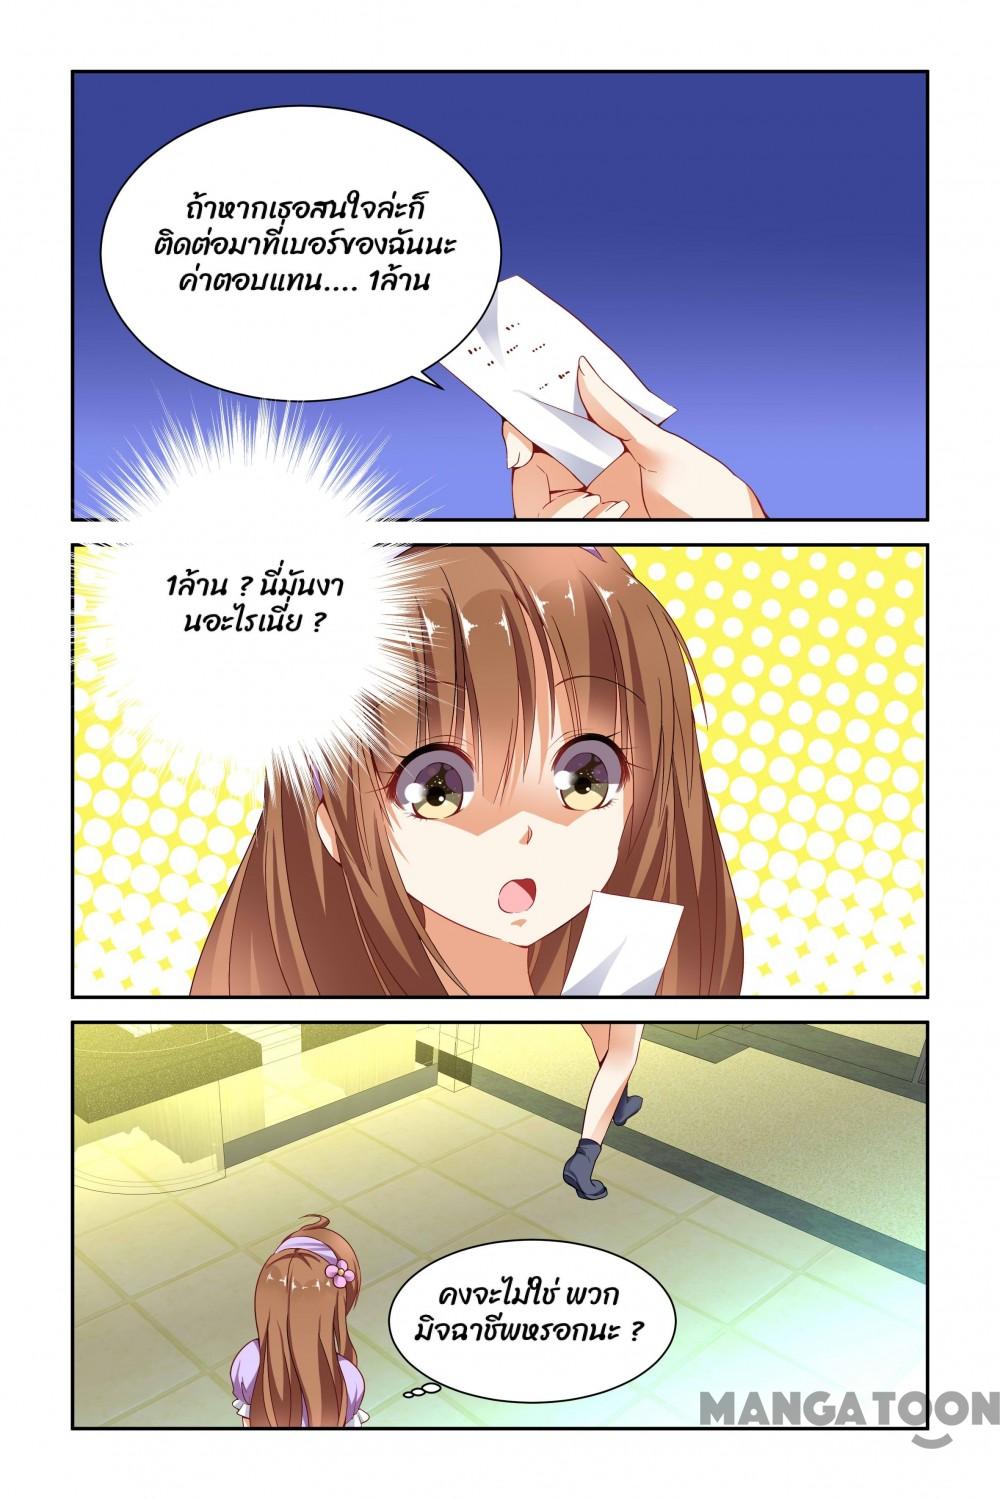 ถ้าหากเธอสนใจล่ะก็
ติดต่อมาที่เบอร์ของฉันนะ
ค่าตอบแทน.... 1ล้าน
1ล้าน ? นี่มันงา
นอะไรเนี่ย ?
คงจะไม่ใช่ พวก
มิจฉาชีพหรอกนะ ?
MANGATOON